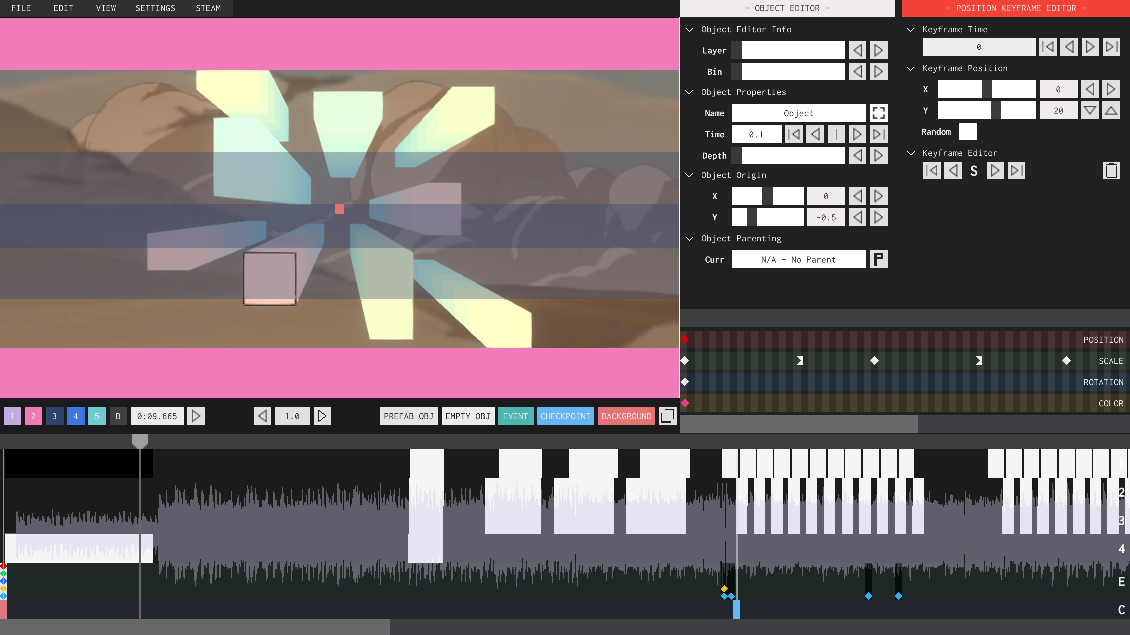 FILE EDIT VIEW SETTINGS STEAM
- OBJECT EDITOR -
Object Editor Info
Layer
Bin
Object Properties
Name Object
Time 0.1
Depth
Object Origin
X 0
Y -0.5
Object Parenting
Curr N/A - No Parent P
- POSITION KEYFRAME EDITOR -
Keyframe Time
0
Keyframe Position
X 0
Y 20
Random
Keyframe Editor
S
POSITION
SCALE
ROTATION
COLOR
1 2 3 4 5 B 0:09.665 1.0 PREFAB OBJ EMPTY OBJ EVENT CHECKPOINT BACKGROUND
2
3
4
E
C